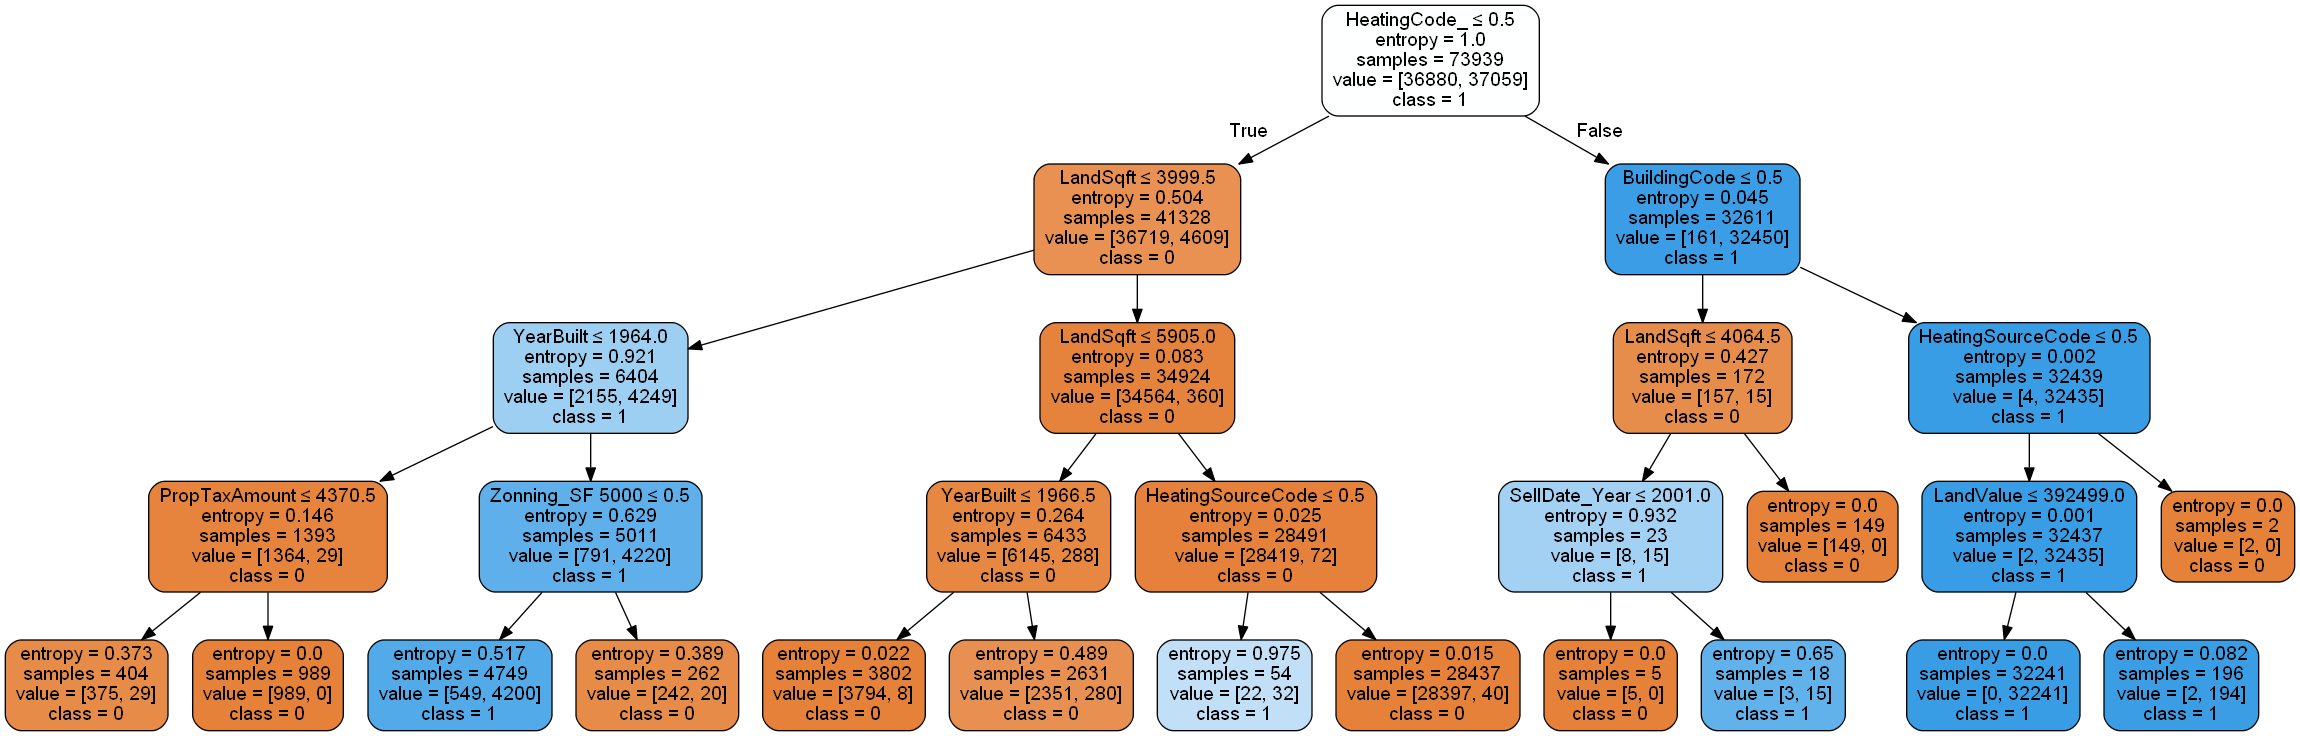 HeatingCode_ ≤ 0.5
entropy = 1.0
samples = 73939
value = [36880, 37059]
class = 1
True
False
LandSqft ≤ 3999.5
entropy = 0.504
samples = 41328
value = [36719, 4609]
class = 0
BuildingCode ≤ 0.5
entropy = 0.045
samples = 32611
value = [161, 32450]
class = 1
YearBuilt ≤ 1964.0
entropy = 0.921
samples = 6404
value = [2155, 4249]
class = 1
LandSqft ≤ 5905.0
entropy = 0.083
samples = 34924
value = [34564, 360]
class = 0
LandSqft ≤ 4064.5
entropy = 0.427
samples = 172
value = [157, 15]
class = 0
HeatingSourceCode ≤ 0.5
entropy = 0.002
samples = 32439
value = [4, 32435]
class = 1
PropTaxAmount ≤ 4370.5
entropy = 0.146
samples = 1393
value = [1364, 29]
class = 0
Zonning_SF 5000 ≤ 0.5
entropy = 0.629
samples = 5011
value = [791, 4220]
class = 1
YearBuilt ≤ 1966.5
entropy = 0.264
samples = 6433
value = [6145, 288]
class = 0
HeatingSourceCode ≤ 0.5
entropy = 0.025
samples = 28491
value = [28419, 72]
class = 0
SellDate_Year ≤ 2001.0
entropy = 0.932
samples = 23
value = [8, 15]
class = 1
entropy = 0.0
samples = 149
value = [149, 0]
class = 0
LandValue ≤ 392499.0
entropy = 0.001
samples = 32437
value = [2, 32435]
class = 1
entropy = 0.0
samples = 2
value = [2, 0]
class = 0
entropy = 0.373
samples = 404
value = [375, 29]
class = 0
entropy = 0.0
samples = 989
value = [989, 0]
class = 0
entropy = 0.517
samples = 4749
value = [549, 4200]
class = 1
entropy = 0.389
samples = 262
value = [242, 20]
class = 0
entropy = 0.022
samples = 3802
value = [3794, 8]
class = 0
entropy = 0.489
samples = 2631
value = [2351, 280]
class = 0
entropy = 0.975
samples = 54
value = [22, 32]
class = 1
entropy = 0.015
samples = 28437
value = [28397, 40]
class = 0
entropy = 0.0
samples = 5
value = [5, 0]
class = 0
entropy = 0.65
samples = 18
value = [3, 15]
class = 1
entropy = 0.0
samples = 32241
value = [0, 32241]
class = 1
entropy = 0.082
samples = 196
value = [2, 194]
class = 1